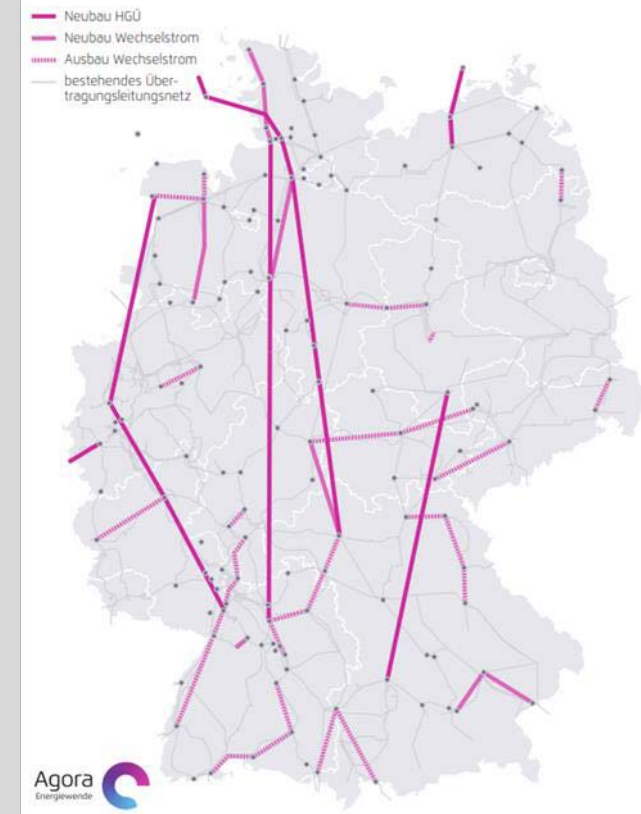 Neubau HGÜ
Neubau Wechselstrom
Ausbau Wechselstrom
bestehendes Über-
tragungsleitungsnetz
Agora
Energiewende